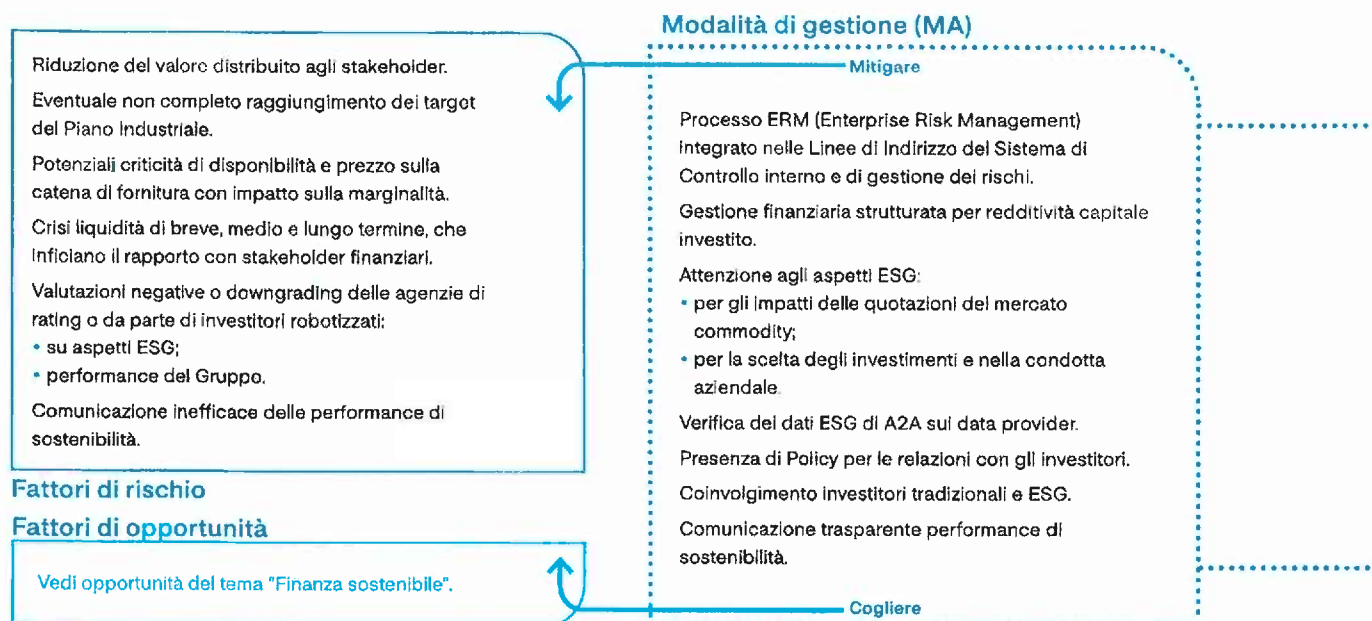 Riduzione del valore distribuito agli stakeholder.
Eventuale non completo raggiungimento dei target
del Piano Industriale.
Potenziali criticità di disponibilità e prezzo sulla
catena di fornitura con impatto sulla marginalità.
Crisi liquidità di breve, medio e lungo termine, che
inficiano il rapporto con stakeholder finanziari.
Valutazioni negative o downgrading delle agenzie di
rating o da parte di investitori robotizzati:
• su aspetti ESG;
• performance del Gruppo.
Comunicazione inefficace delle performance di
sostenibilità.
Fattori di rischio
Fattori di opportunità
Vedi opportunità del tema "Finanza sostenibile".
Modalità di gestione (MA)
Mitigare
Processo ERM (Enterprise Risk Management)
integrato nelle Linee di Indirizzo del Sistema di
Controllo interno e di gestione dei rischi.
Gestione finanziaria strutturata per redditività capitale
investito.
Attenzione agli aspetti ESG:
• per gli impatti delle quotazioni del mercato
commodity;
• per la scelta degli investimenti e nella condotta
aziendale.
Verifica dei dati ESG di A2A sui data provider.
Presenza di Policy per le relazioni con gli investitori.
Coinvolgimento investitori tradizionali e ESG.
Comunicazione trasparente performance di
sostenibilità.
Cogliere